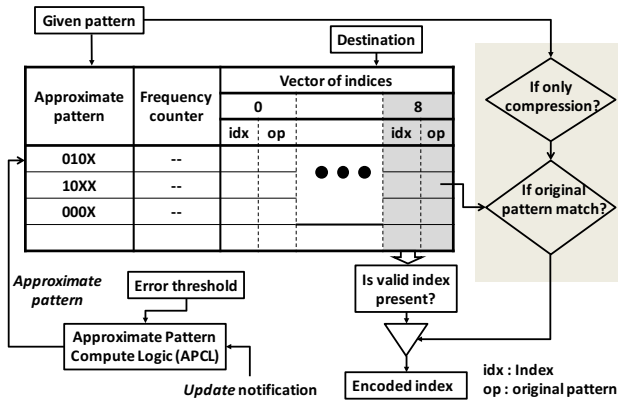 Given pattern
Destination
Approximate
pattern
Frequency
counter
Vector of indices
0
8
idx op
idx op
010X
--
10XX
--
000X
--
If only
compression?
If original
pattern match?
Approximate
pattern
Error threshold
Is valid index
present?
Approximate Pattern
Compute Logic (APCL)
Update notification
Encoded index
idx : Index
op : original pattern